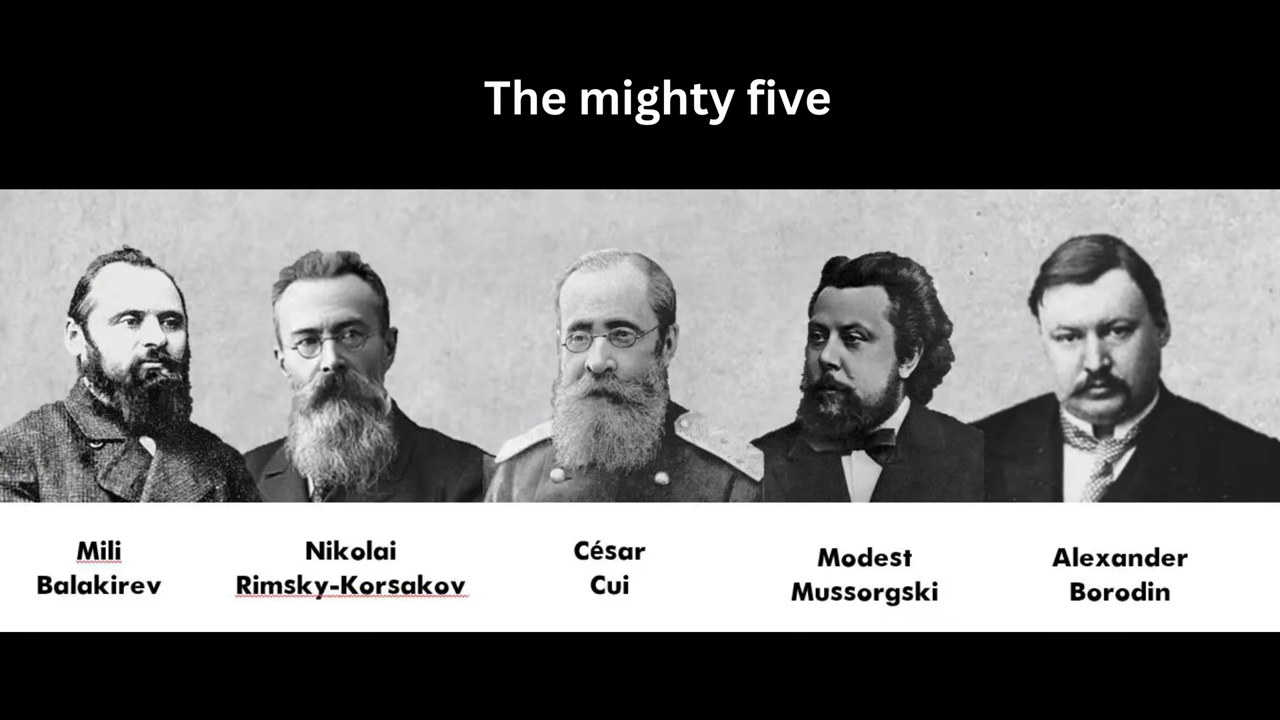 The mighty five
Mili
Balakirev
Nikolai
Rimsky-Korsakov
César
Cui
Modest
Mussorgski
Alexander
Borodin